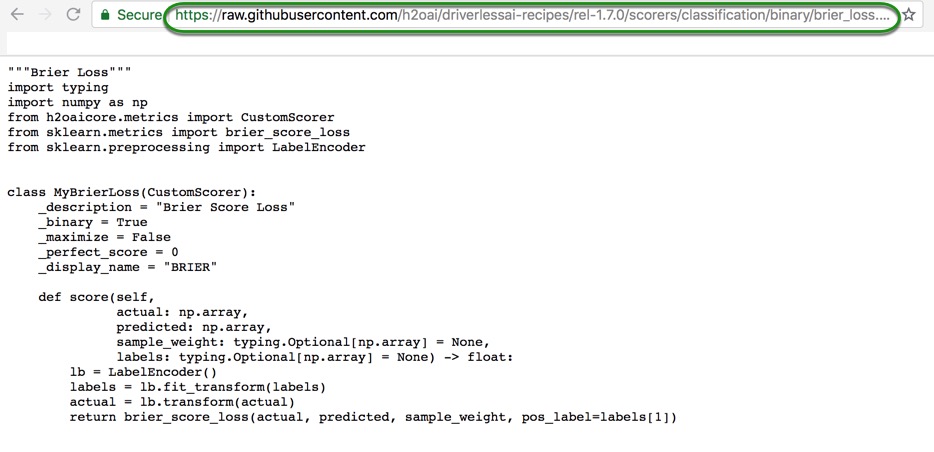 Secure https://raw.githubusercontent.com/h2oai/driverlessai-recipes/rel-1.7.0/scorers/classification/binary/brier_loss....
"""Brier Loss"""
import typing
import numpy as np
from h2oaicore.metrics import CustomScorer
from sklearn.metrics import brier_score_loss
from sklearn.preprocessing import LabelEncoder
class MyBrierLoss(CustomScorer):
    _description = "Brier Score Loss"
    _binary = True
    _maximize = False
    _perfect_score = 0
    _display_name = "BRIER"
    def score(self,
              actual: np.array,
              predicted: np.array,
              sample_weight: typing.Optional[np.array] = None,
              labels: typing.Optional[np.array] = None) -> float:
        lb = LabelEncoder()
        labels = lb.fit_transform(labels)
        actual = lb.transform(actual)
        return brier_score_loss(actual, predicted, sample_weight, pos_label=labels[1])